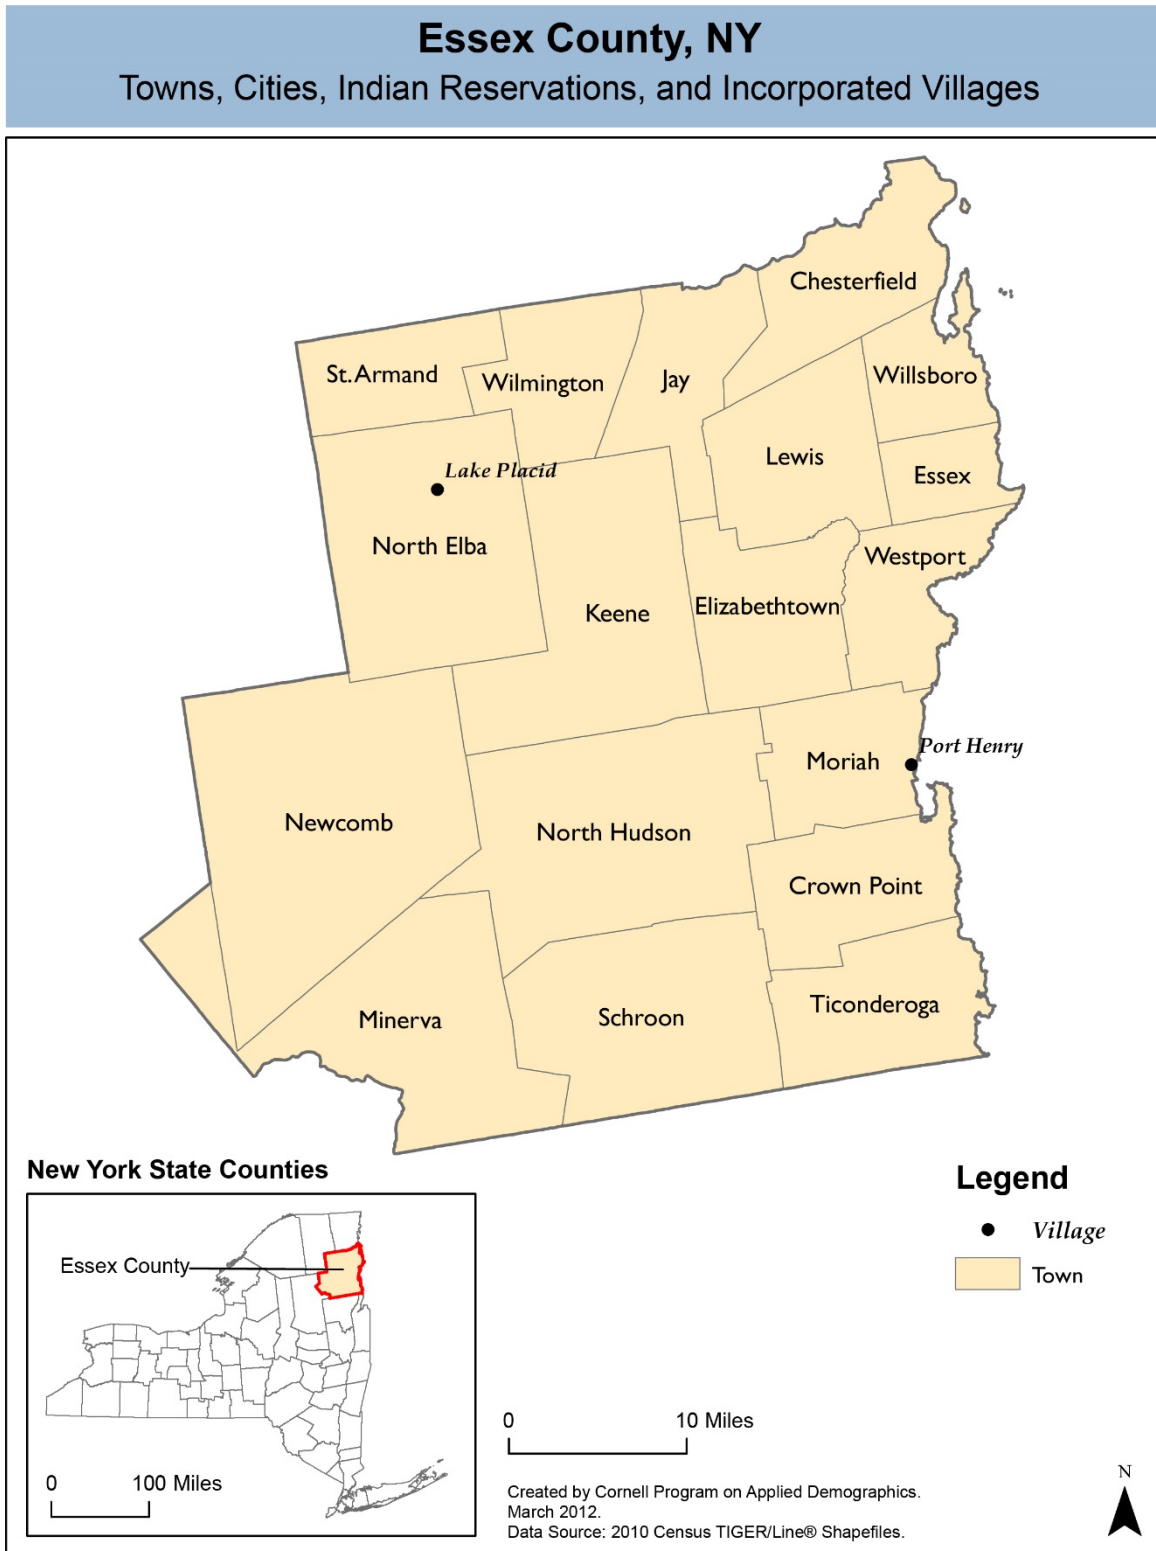 Essex County, NY
Towns, Cities, Indian Reservations, and Incorporated Villages
Chesterfield
St. Armand
Wilmington
Jay
Willsboro
Lewis
Lake Placid
Essex
North Elba
Westport
Keene
Elizabethtown
Port Henry
Moriah
Newcomb
North Hudson
Crown Point
Minerva
Schroon
Ticonderoga
New York State Counties
Essex County
0 100 Miles
Legend
Village
Town
0 10 Miles
Created by Cornell Program on Applied Demographics.
March 2012.
Data Source: 2010 Census TIGER/Line® Shapefiles.
N